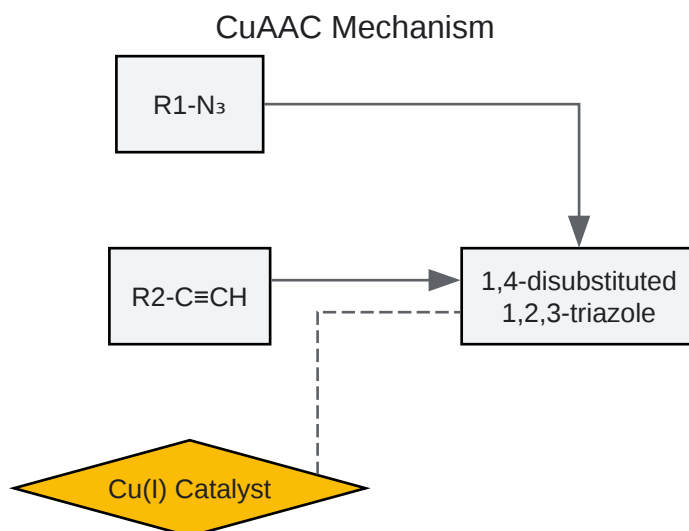 CuAAC Mechanism
R1-N₃
R2-C≡CH
1,4-disubstituted
1,2,3-triazole
Cu(I) Catalyst